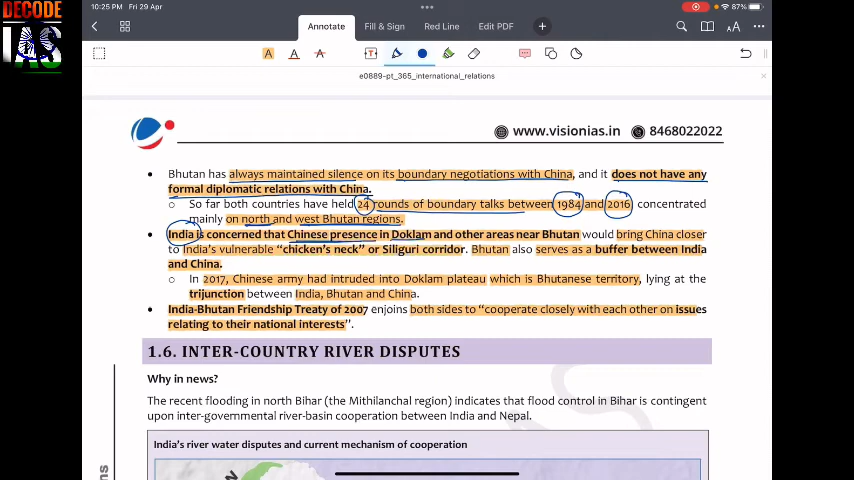 DECODE
IAS
10:25 PM Fri 29 Apr
87%
Annotate
Fill & Sign
Red Line
Edit PDF
e0889-pt_365_international_relations
www.visionias.in
8468022022
Bhutan has always maintained silence on its boundary negotiations with China, and it does not have any
formal diplomatic relations with China.
So far both countries have held 24 rounds of boundary talks between 1984 and 2016 concentrated
mainly on north and west Bhutan regions.
India is concerned that Chinese presence in Doklam and other areas near Bhutan would bring China closer
to India's vulnerable "chicken's neck" or Siliguri corridor. Bhutan also serves as a buffer between India
and China.
In 2017, Chinese army had intruded into Doklam plateau which is Bhutanese territory, lying at the
trijunction between India, Bhutan and China.
India-Bhutan Friendship Treaty of 2007 enjoins both sides to "cooperate closely with each other on issues
relating to their national interests".
1.6. INTER-COUNTRY RIVER DISPUTES
Why in news?
The recent flooding in north Bihar (the Mithilanchal region) indicates that flood control in Bihar is contingent
upon inter-governmental river-basin cooperation between India and Nepal.
India's river water disputes and current mechanism of cooperation
N
ns